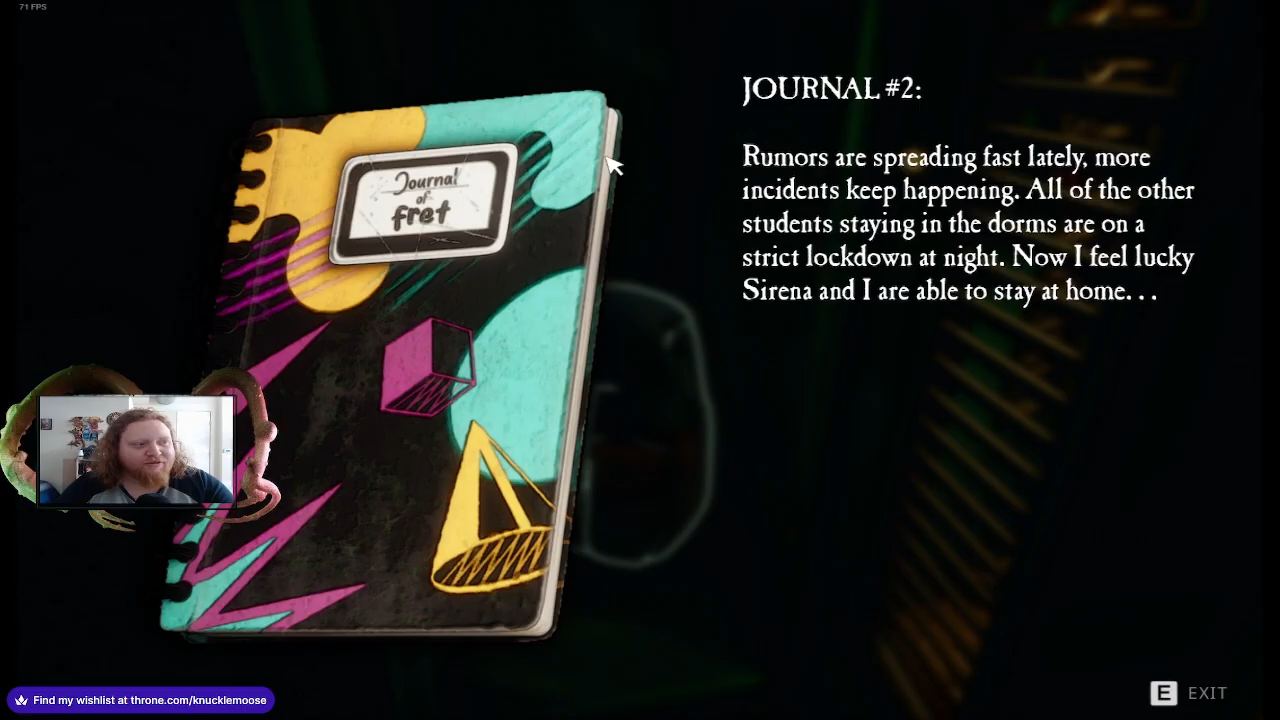 71 FPS
Journal
of
fret
JOURNAL #2:
Rumors are spreading fast lately, more
incidents keep happening. All of the other
students staying in the dorms are on a
strict lockdown at night. Now I feel lucky
Sirena and I are able to stay at home. . .
Find my wishlist at throne.com/knucklemoose
E EXIT